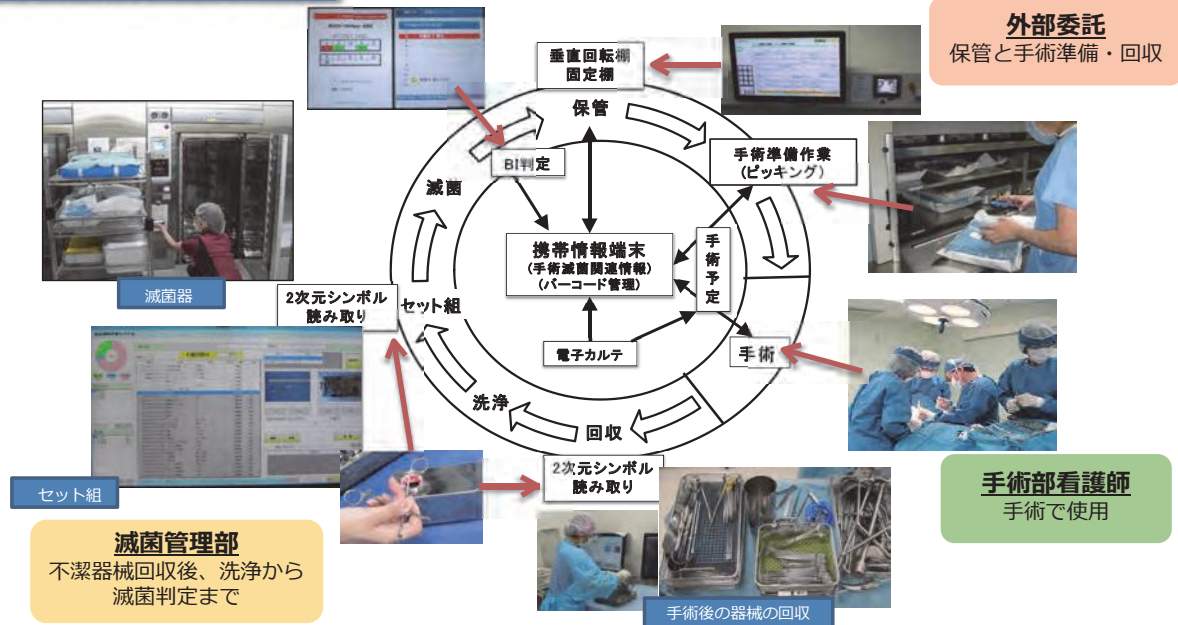 外部委託
保管と手術準備・回収
垂直回転棚
固定棚
保管
手術準備作業
(ピッキング)
BI判定
滅菌
携帯情報端末
(手術滅菌関連情報)
(バーコード管理)
手術予定
滅菌器
2次元シンボル
読み取り
セット組
電子カルテ
手術
洗浄
回収
2次元シンボル
読み取り
セット組
手術部看護師
手術で使用
滅菌管理部
不潔器械回収後、洗浄から
滅菌判定まで
手術後の器械の回収